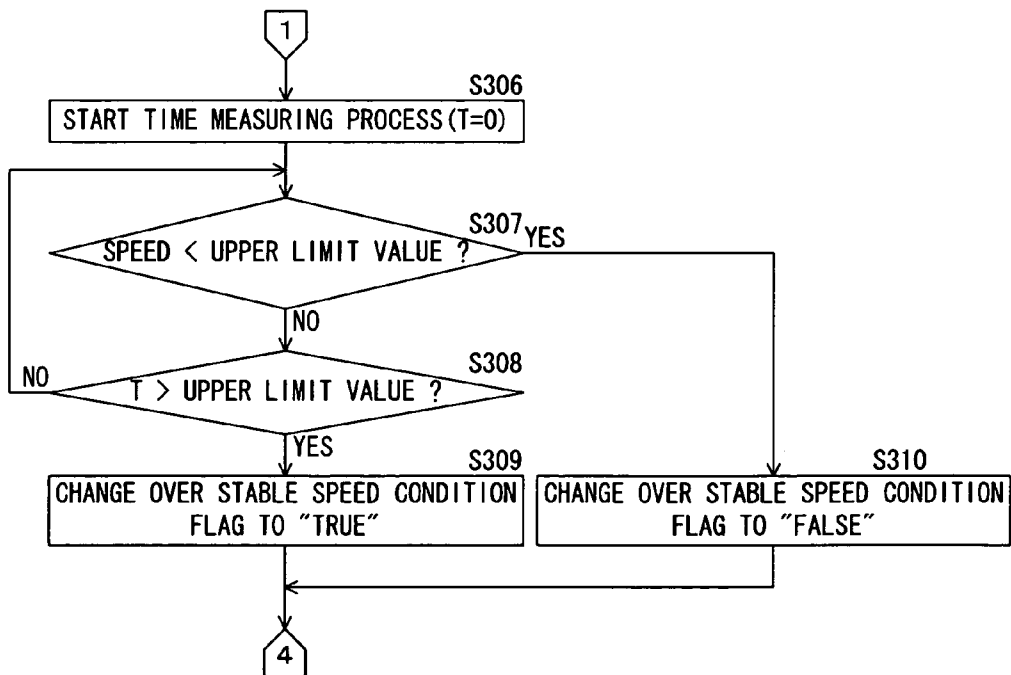 1
S306
START TIME MEASURING PROCESS(T=0)
S307
SPEED < UPPER LIMIT VALUE ?
YES
NO
S308
T > UPPER LIMIT VALUE ?
NO
YES
S309
CHANGE OVER STABLE SPEED CONDITION
FLAG TO "TRUE"
S310
CHANGE OVER STABLE SPEED CONDITION
FLAG TO "FALSE"
4